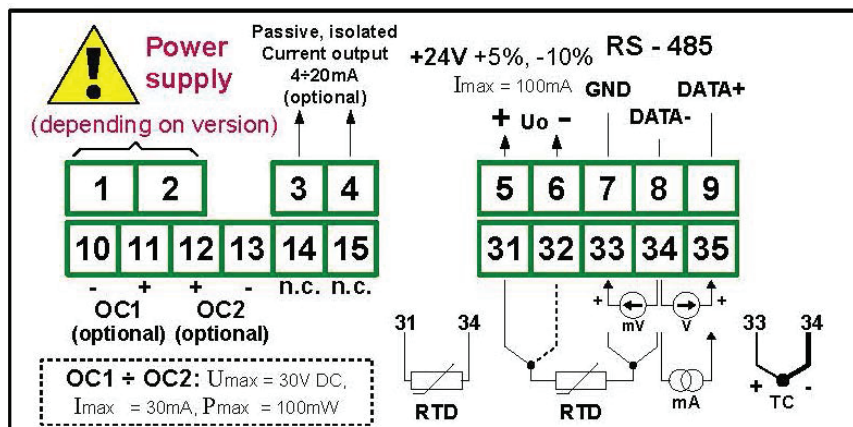 Power
supply
(depending on version)
Passive, isolated
Current output
4÷20mA
(optional)
+24V +5%, -10%
Imax = 100mA
+ Uo -
RS - 485
GND
DATA-
DATA+
1 2 3 4 5 6 7 8 9
10 11 12 13 14 15 31 32 33 34 35
- + + - n.c. n.c.
OC1
(optional)
OC2
(optional)
OC1 ÷ OC2: Umax = 30V DC,
Imax = 30mA, Pmax = 100mW
31 34
RTD
RTD
+ mV
V +
mA
33 34
+ TC -